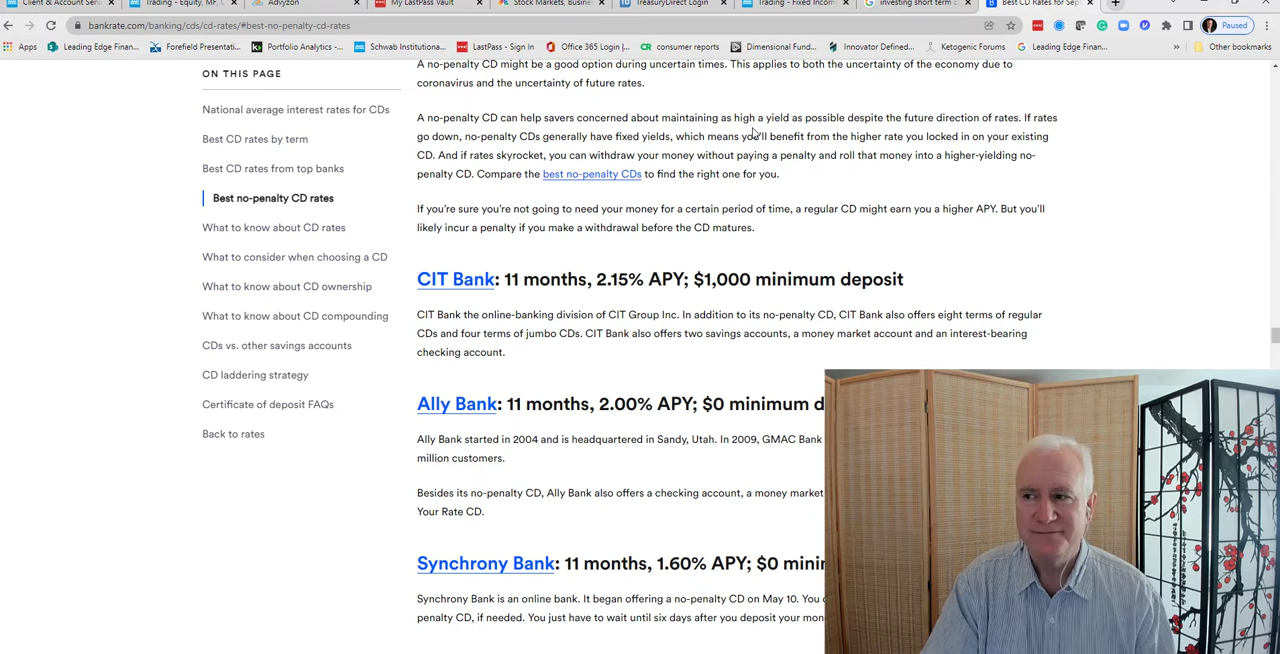 Client & Account Serv
Trading - Equity, MF, O
Advyzon
My LastPass Vault
Stock Markets, Busine
TreasuryDirect Login
Trading - Fixed Incom
investing short term c
Best CD Rates for Sep
bankrate.com/banking/cds/cd-rates/#best-no-penalty-cd-rates
Paused
Apps
Leading Edge Finan...
Forefield Presentati...
Portfolio Analytics -...
Schwab Institutiona...
LastPass - Sign In
Office 365 Login |...
CR consumer reports
Dimensional Fund...
Innovator Defined...
Ketogenic Forums
Leading Edge Finan...
Other bookmarks
ON THIS PAGE
National average interest rates for CDs
Best CD rates by term
Best CD rates from top banks
Best no-penalty CD rates
What to know about CD rates
What to consider when choosing a CD
What to know about CD ownership
What to know about CD compounding
CDs vs. other savings accounts
CD laddering strategy
Certificate of deposit FAQs
Back to rates
A no-penalty CD might be a good option during uncertain times. This applies to both the uncertainty of the economy due to
coronavirus and the uncertainty of future rates.
A no-penalty CD can help savers concerned about maintaining as high a yield as possible despite the future direction of rates. If rates
go down, no-penalty CDs generally have fixed yields, which means you'll benefit from the higher rate you locked in on your existing
CD. And if rates skyrocket, you can withdraw your money without paying a penalty and roll that money into a higher-yielding no-
penalty CD. Compare the best no-penalty CDs to find the right one for you.
If you're sure you're not going to need your money for a certain period of time, a regular CD might earn you a higher APY. But you'll
likely incur a penalty if you make a withdrawal before the CD matures.
CIT Bank: 11 months, 2.15% APY; $1,000 minimum deposit
CIT Bank the online-banking division of CIT Group Inc. In addition to its no-penalty CD, CIT Bank also offers eight terms of regular
CDs and four terms of jumbo CDs. CIT Bank also offers two savings accounts, a money market account and an interest-bearing
checking account.
Ally Bank: 11 months, 2.00% APY; $0 minimum d
Ally Bank started in 2004 and is headquartered in Sandy, Utah. In 2009, GMAC Bank
million customers.
Besides its no-penalty CD, Ally Bank also offers a checking account, a money market
Your Rate CD.
Synchrony Bank: 11 months, 1.60% APY; $0 minin
Synchrony Bank is an online bank. It began offering a no-penalty CD on May 10. You c
penalty CD, if needed. You just have to wait until six days after you deposit your mon